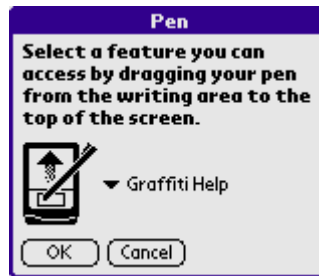 Pen
Select a feature you can
access by dragging your pen
from the writing area to the
top of the screen.
Graffiti Help
OK Cancel